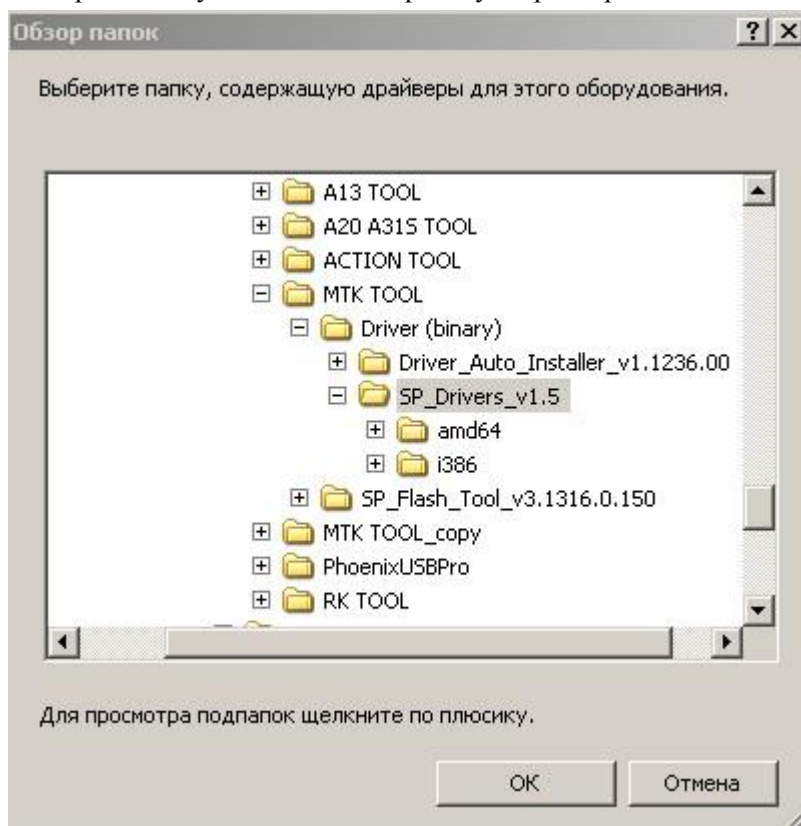 Обзор папок
Выберите папку, содержащую драйверы для этого оборудования.
A13 TOOL
A20 A31S TOOL
ACTION TOOL
MTK TOOL
Driver (binary)
Driver_Auto_Installer_v1.1236.00
SP_Drivers_v1.5
amd64
i386
SP_Flash_Tool_v3.1316.0.150
MTK TOOL_copy
PhoenixUSBPro
RK TOOL
Для просмотра подпапок щелкните по плюсику.
ОК Отмена